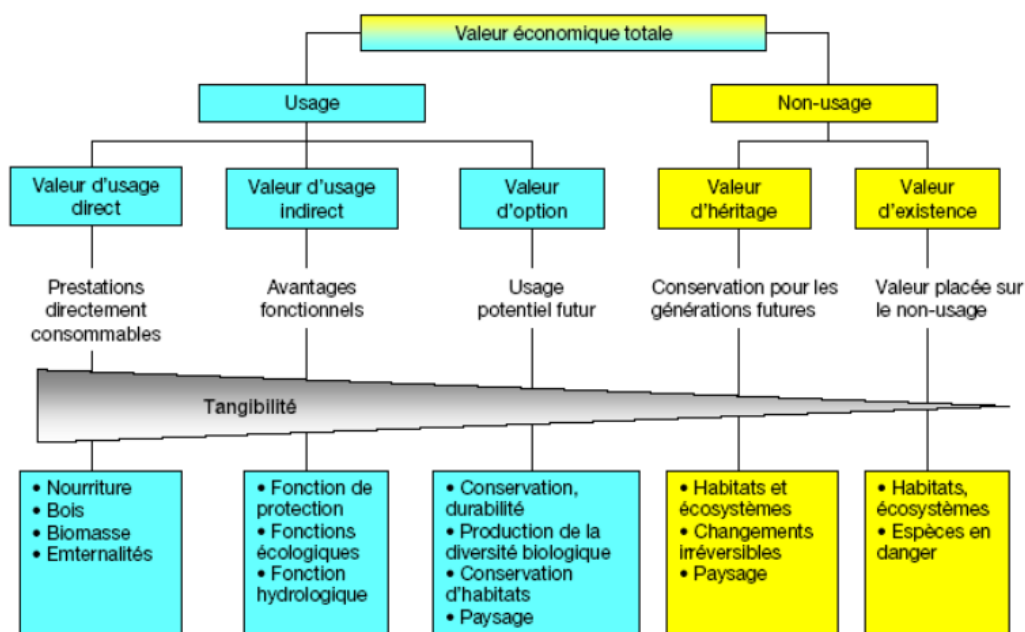 Valeur économique totale
Usage
Non-usage
Valeur d'usage
direct
Valeur d'usage
indirect
Valeur
d'option
Valeur
d'héritage
Valeur
d'existence
Prestations
directement
consommables
Avantages
fonctionnels
Usage
potentiel futur
Conservation pour les
générations futures
Valeur placée sur
le non-usage
Tangibilité
• Nourriture
• Bois
• Biomasse
• Emternalités
• Fonction de
protection
• Fonctions
écologiques
• Fonction
hydrologique
• Conservation,
durabilité
• Production de la
diversité biologique
• Conservation
d'habitats
• Paysage
• Habitats et
écosystèmes
• Changements
irréversibles
• Paysage
• Habitats,
écosystèmes
• Espèces en
danger